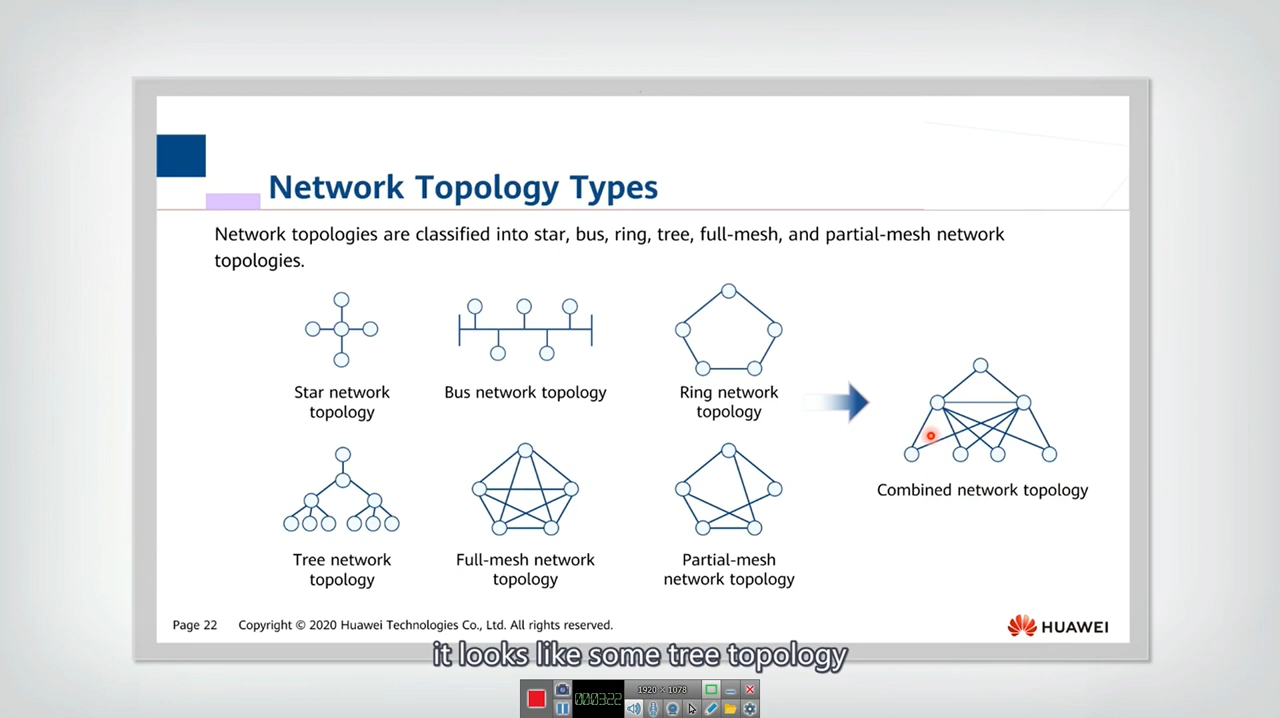 Network Topology Types
Network topologies are classified into star, bus, ring, tree, full-mesh, and partial-mesh network
topologies.
Star network
topology
Bus network topology
Ring network
topology
Tree network
topology
Full-mesh network
topology
Partial-mesh
network topology
Combined network topology
Page 22
Copyright © 2020 Huawei Technologies Co., Ltd. All rights reserved.
HUAWEI
it looks like some tree topology
000:03:22
1920 × 1078